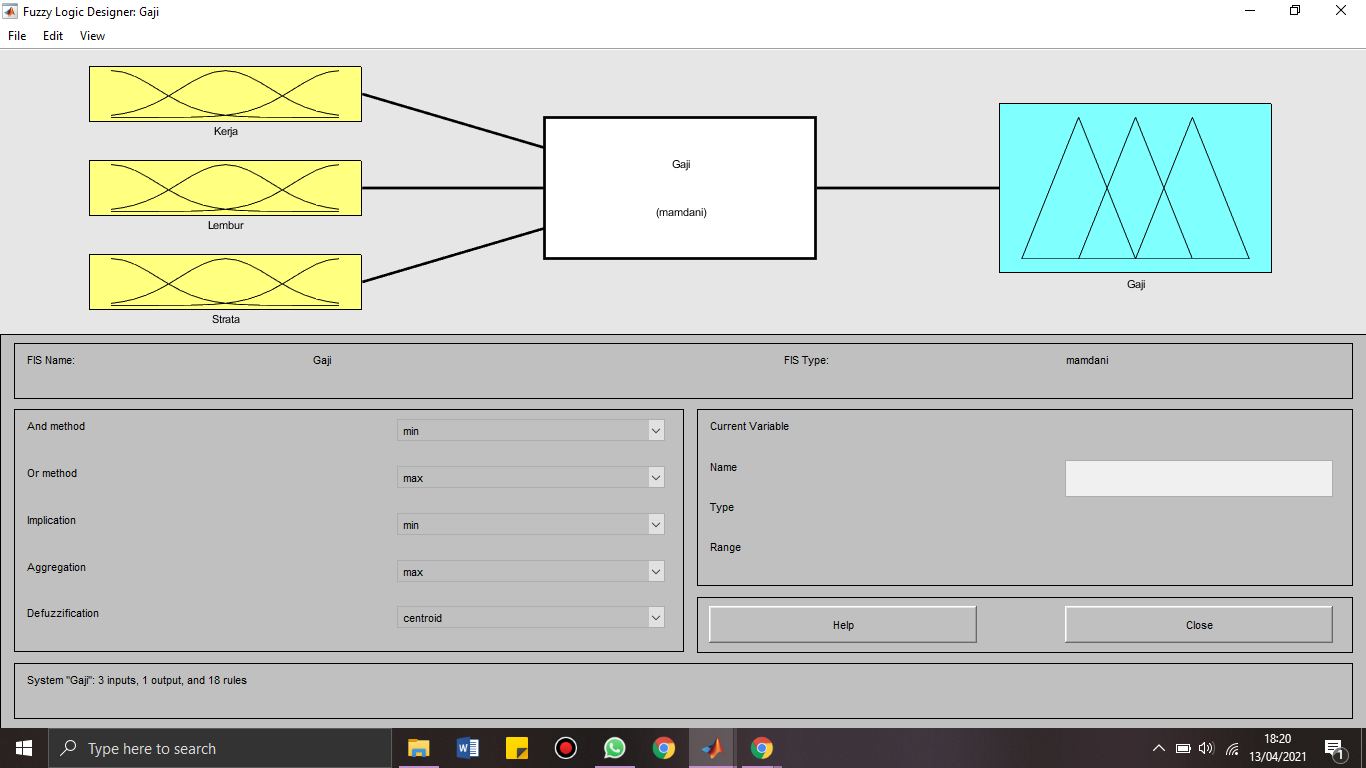 Fuzzy Logic Designer: Gaji
File Edit View
Kerja
Lembur
Strata
Gaji
(mamdani)
Gaji
FIS Name: Gaji FIS Type: mamdani
And method min
Or method max
Implication min
Aggregation max
Defuzzification centroid
Current Variable
Name
Type
Range
Help Close
System "Gaji": 3 inputs, 1 output, and 18 rules
Type here to search
18:20
13/04/2021
1